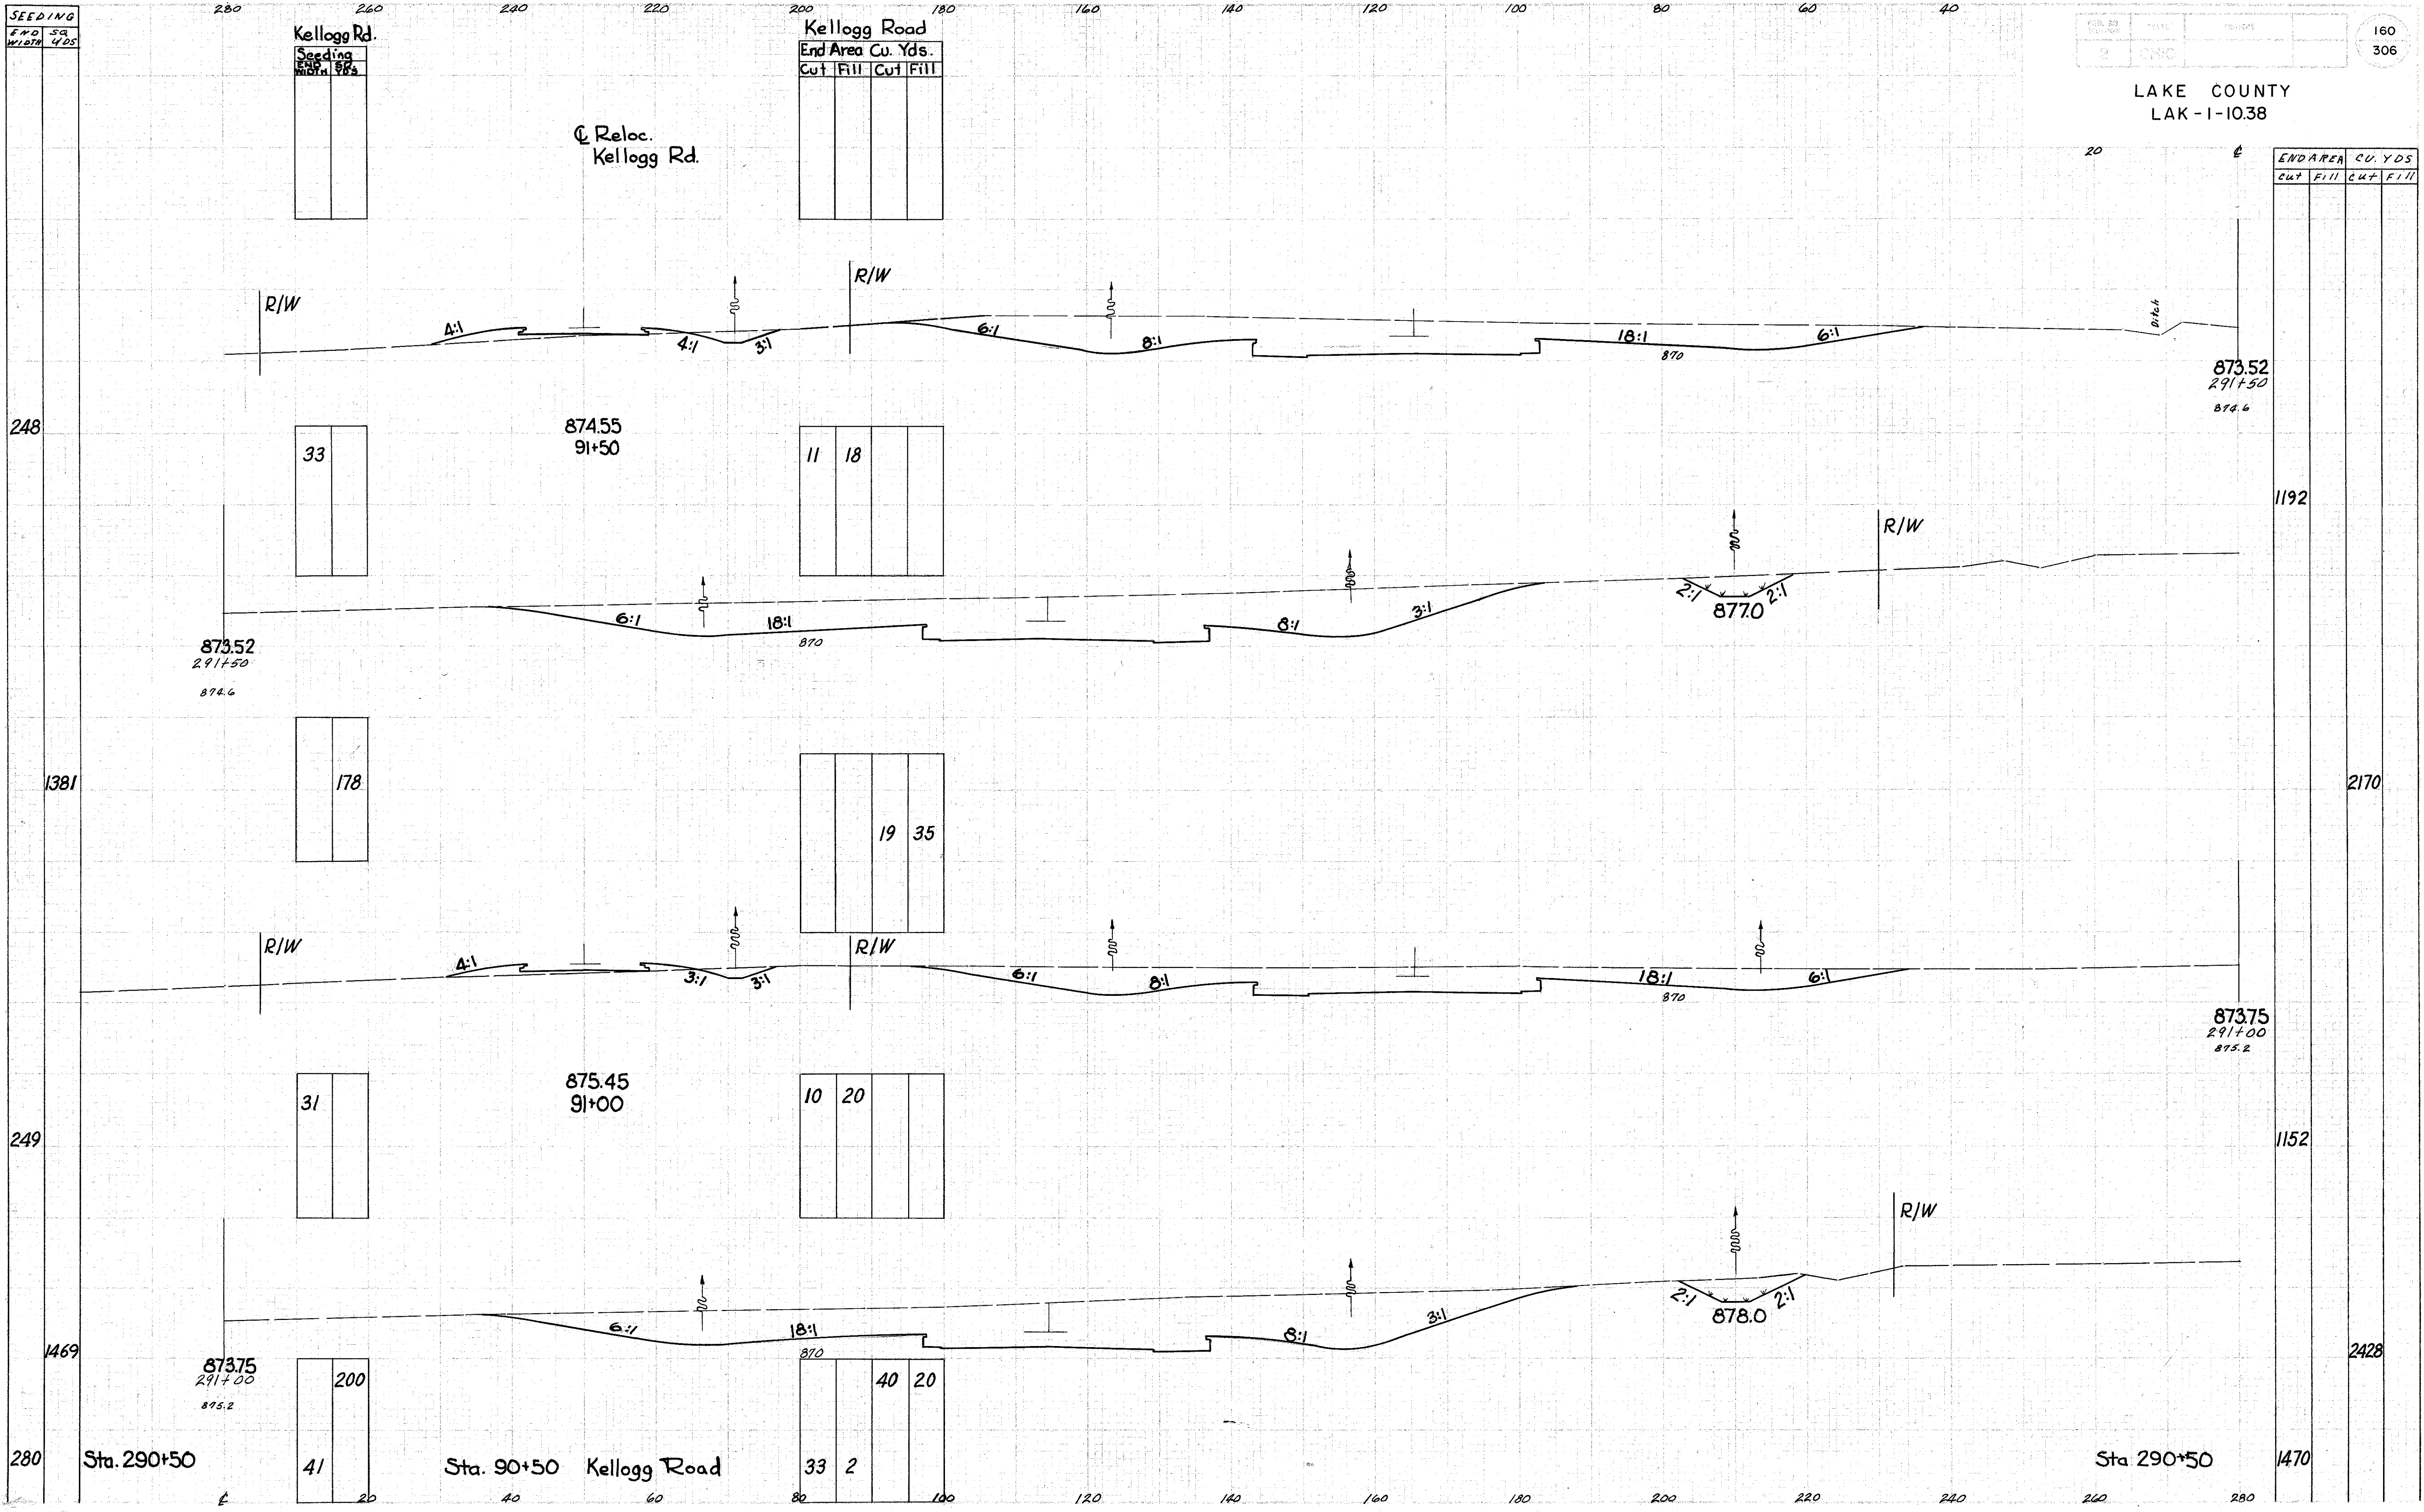 280 260 240 220 200 180 160 140 120 100 80 60 40
SEEDING
END WIDTH SQ YDS
Kellogg Rd.
Seeding
END WIDTH SQ. YDS
Kellogg Road
End Area Cu. Yds.
Cut Fill Cut Fill
160
306
2 OHIO
LAKE COUNTY
LAK-1-10.38
℄ Reloc.
Kellogg Rd.
20 ℄
END AREA CU. YDS
Cut Fill Cut Fill
R/W R/W
4:1 4:1 3:1 6:1 8:1 18:1 6:1 Ditch
870
873.52
291+50
874.6
248
33
874.55
91+50
11 18
1192
R/W
6:1 18:1 8:1 3:1 2:1 2:1
877.0
870
873.52
291+50
874.6
1381
178
2170
19 35
R/W R/W
4:1 3:1 3:1 6:1 8:1 18:1 6:1
870
873.75
291+00
875.2
31
875.45
91+00
10 20
249
1152
R/W
6:1 18:1 8:1 3:1 2:1 2:1
878.0
870
1469
873.75
291+00
875.2
200
40 20
2428
280
Sta. 290+50
41
Sta. 90+50 Kellogg Road
33 2
Sta. 290+50
1470
℄ 20 40 60 80 100 120 140 160 180 200 220 240 260 280